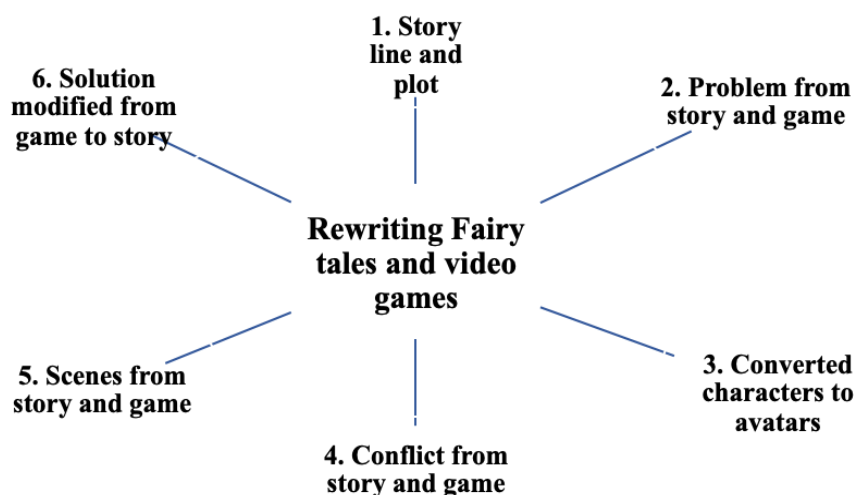 1. Story
line and
plot
2. Problem from
story and game
3. Converted
characters to
avatars
4. Conflict from
story and game
5. Scenes from
story and game
6. Solution
modified from
game to story
Rewriting Fairy
tales and video
games